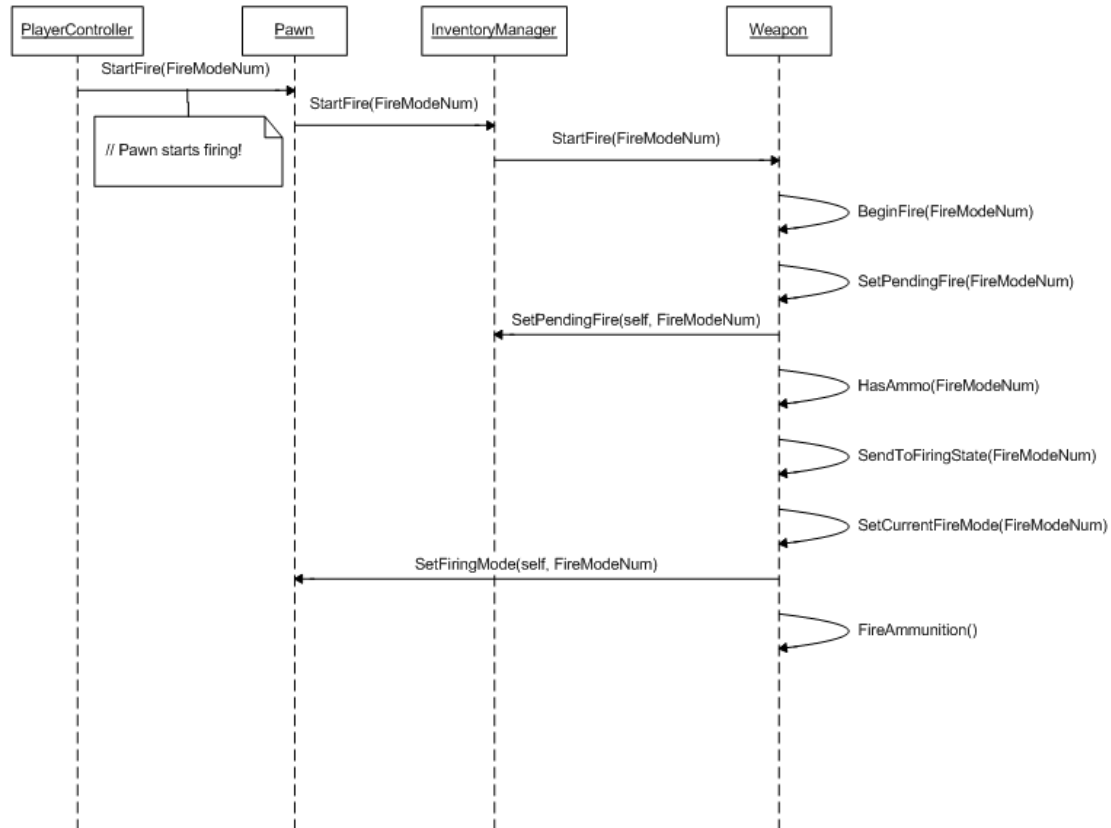 PlayerController
Pawn
InventoryManager
Weapon
StartFire(FireModeNum)
StartFire(FireModeNum)
// Pawn starts firing!
StartFire(FireModeNum)
BeginFire(FireModeNum)
SetPendingFire(FireModeNum)
SetPendingFire(self, FireModeNum)
HasAmmo(FireModeNum)
SendToFiringState(FireModeNum)
SetCurrentFireMode(FireModeNum)
SetFiringMode(self, FireModeNum)
FireAmmunition()